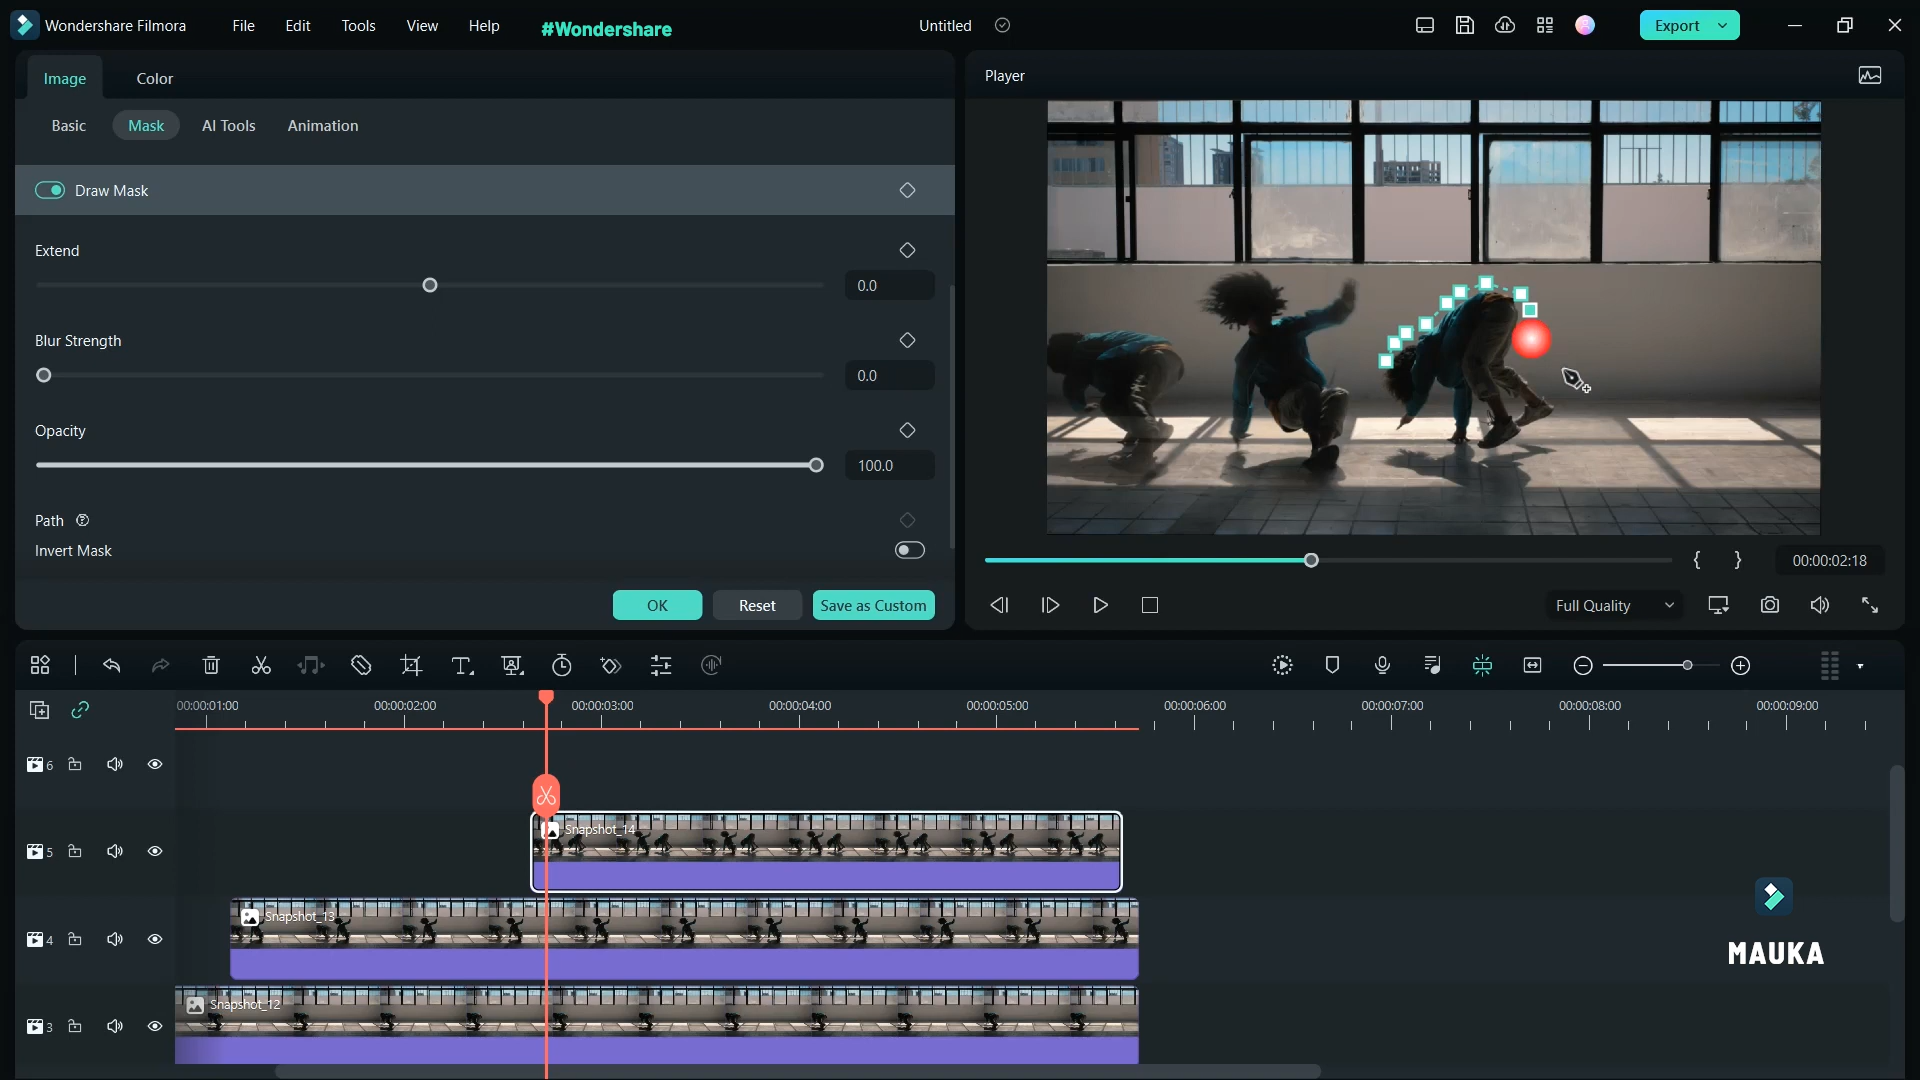 Wondershare Filmora File Edit Tools View Help #Wondershare Untitled Export
Image Color
Player
Basic Mask AI Tools Animation
Draw Mask
Extend
0.0
Blur Strength
0.0
Opacity
100.0
Path
Invert Mask
00:00:02:18
OK Reset Save as Custom
Full Quality
00:00:01:00 00:00:02:00 00:00:03:00 00:00:04:00 00:00:05:00 00:00:06:00 00:00:07:00 00:00:08:00 00:00:09:00
6
5
Snapshot_14
4
Snapshot_13
MAUKA
3
Snapshot_12